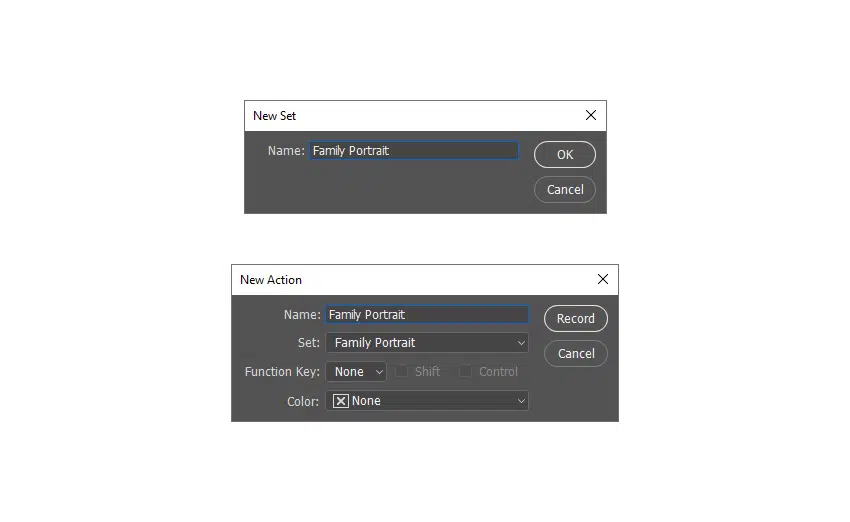 New Set
Name: Family Portrait
OK
Cancel
New Action
Name: Family Portrait
Record
Set: Family Portrait
Cancel
Function Key: None Shift Control
Color: None